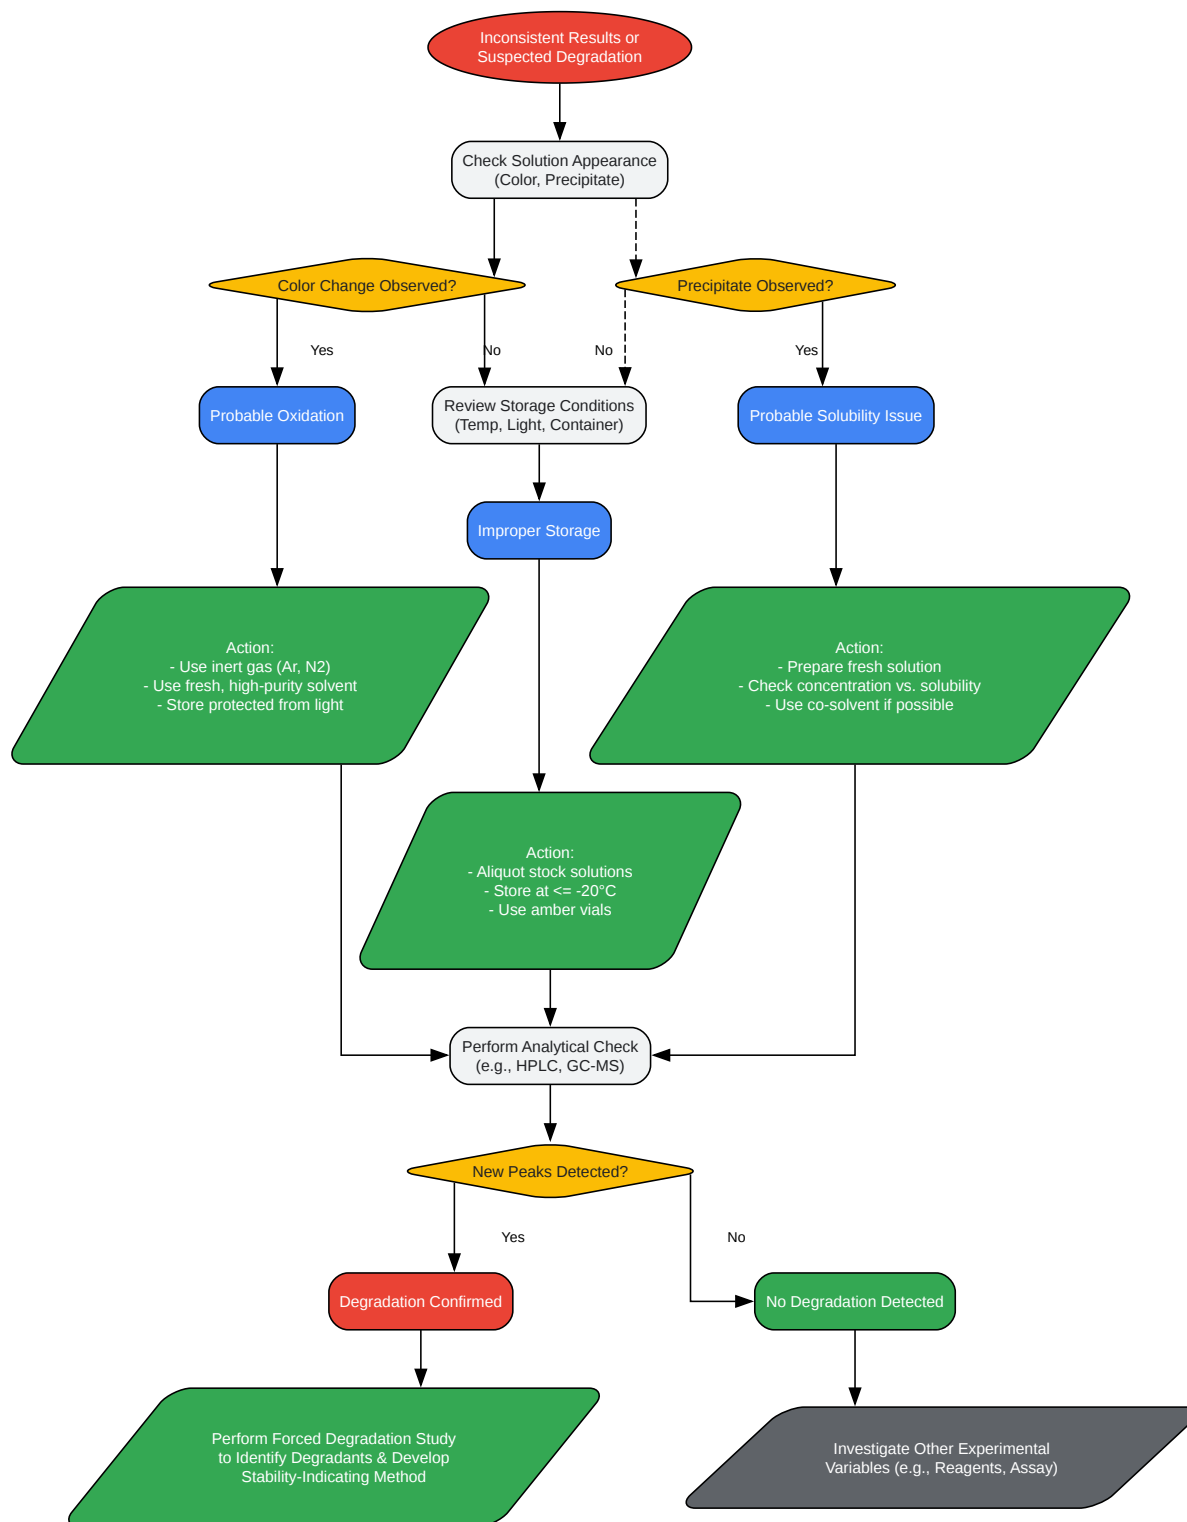 Inconsistent Results or
Suspected Degradation
Check Solution Appearance
(Color, Precipitate)
Color Change Observed?
Precipitate Observed?
Yes
No
No
Yes
Probable Oxidation
Review Storage Conditions
(Temp, Light, Container)
Probable Solubility Issue
Improper Storage
Action:
- Use inert gas (Ar, N2)
- Use fresh, high-purity solvent
- Store protected from light
Action:
- Prepare fresh solution
- Check concentration vs. solubility
- Use co-solvent if possible
Action:
- Aliquot stock solutions
- Store at <= -20°C
- Use amber vials
Perform Analytical Check
(e.g., HPLC, GC-MS)
New Peaks Detected?
Yes
No
Degradation Confirmed
No Degradation Detected
Perform Forced Degradation Study
to Identify Degradants & Develop
Stability-Indicating Method
Investigate Other Experimental
Variables (e.g., Reagents, Assay)